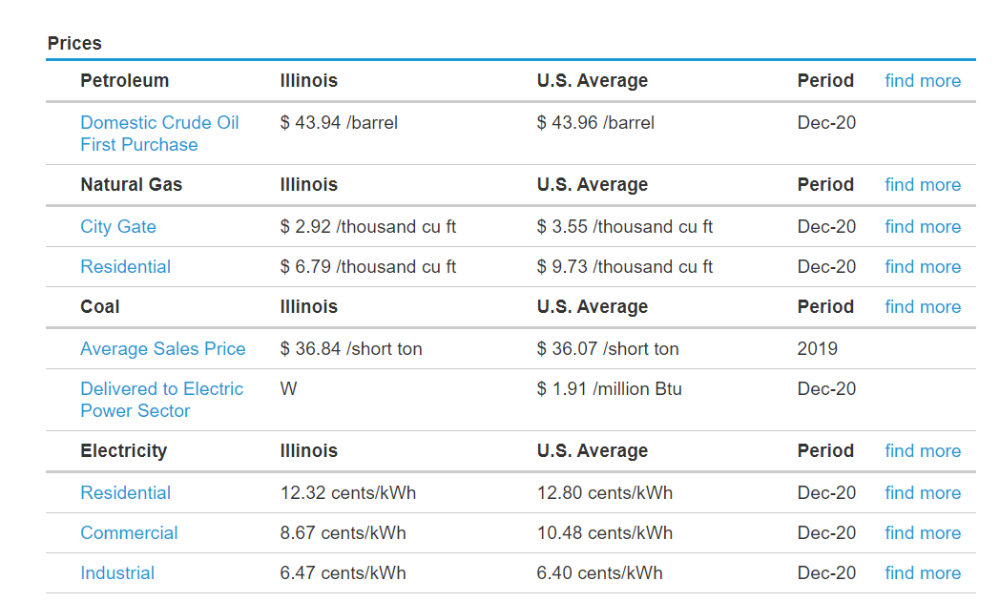 Prices
Petroleum Illinois U.S. Average Period find more
Domestic Crude Oil $ 43.94 /barrel $ 43.96 /barrel Dec-20
First Purchase
Natural Gas Illinois U.S. Average Period find more
City Gate $ 2.92 /thousand cu ft $ 3.55 /thousand cu ft Dec-20 find more
Residential $ 6.79 /thousand cu ft $ 9.73 /thousand cu ft Dec-20 find more
Coal Illinois U.S. Average Period find more
Average Sales Price $ 36.84 /short ton $ 36.07 /short ton 2019
Delivered to Electric W $ 1.91 /million Btu Dec-20
Power Sector
Electricity Illinois U.S. Average Period find more
Residential 12.32 cents/kWh 12.80 cents/kWh Dec-20 find more
Commercial 8.67 cents/kWh 10.48 cents/kWh Dec-20 find more
Industrial 6.47 cents/kWh 6.40 cents/kWh Dec-20 find more